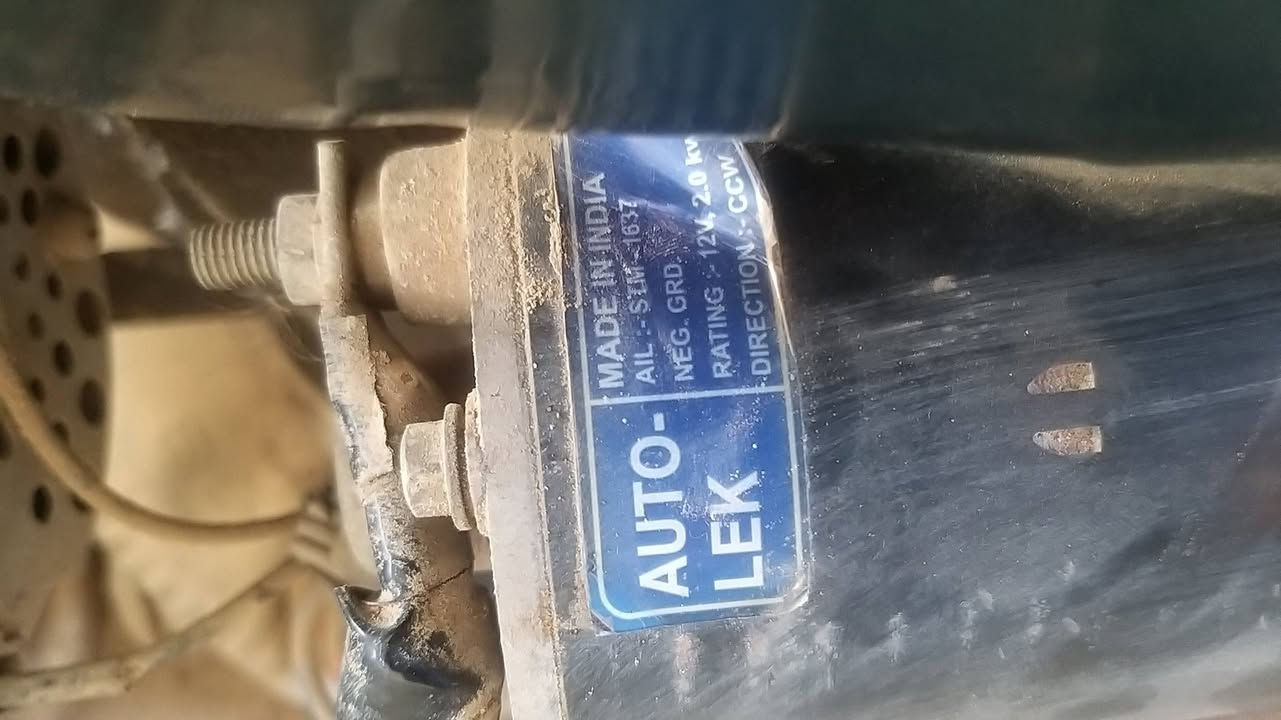 AUTO-
LEK
MADE IN INDIA
AIL :- STM -1637
NEG. GRD.
RATING :- 12V, 2.0 kw
DIRECTION :- CCW